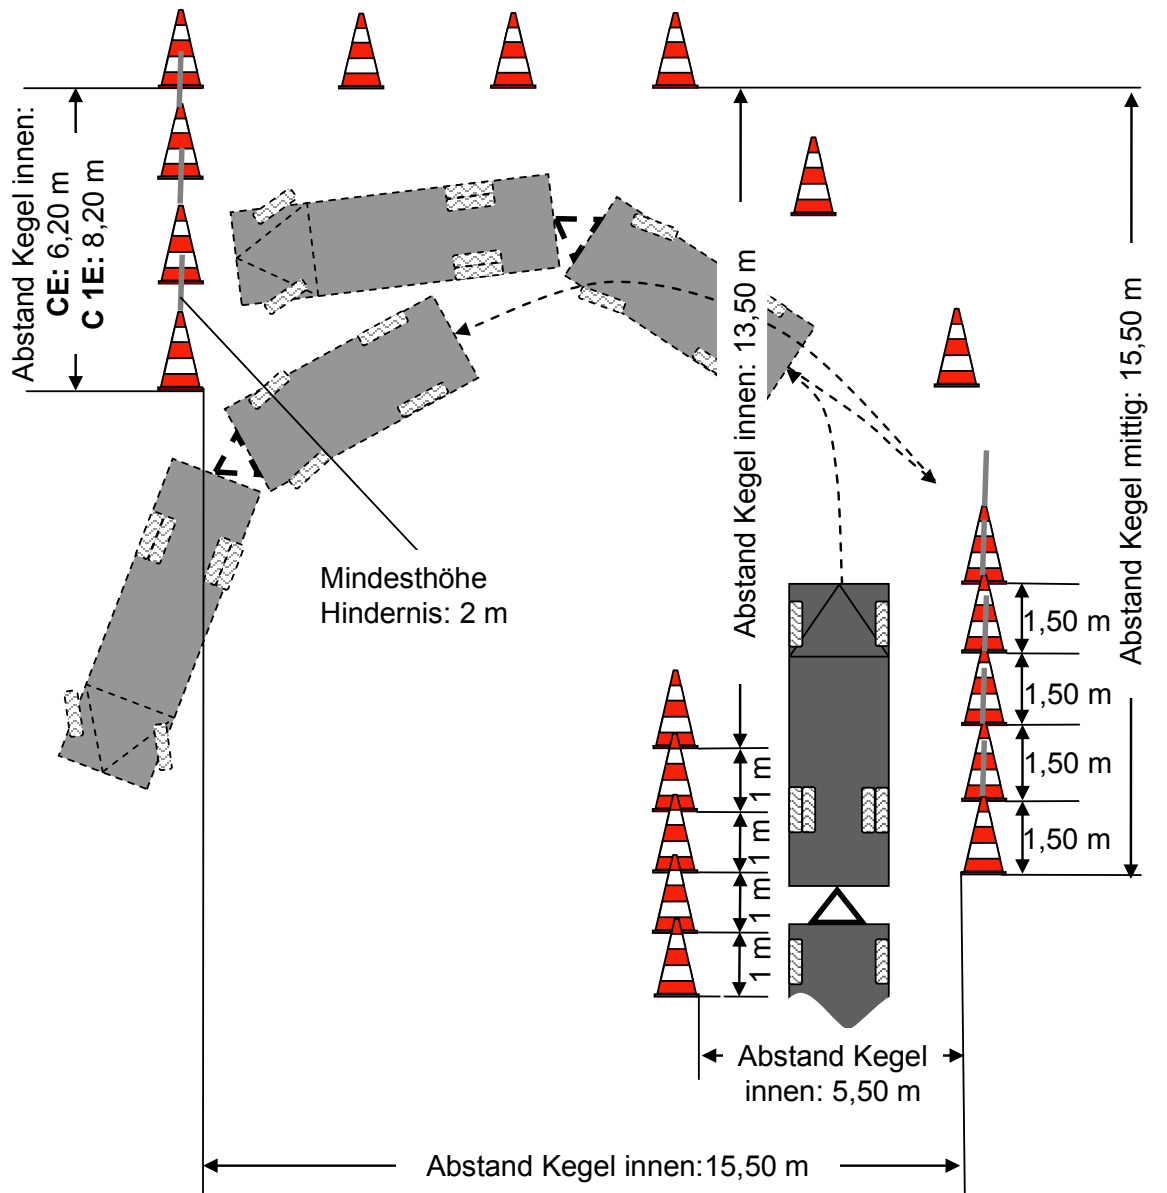 Abstand Kegel innen:
CE: 6,20 m
C 1E: 8,20 m
Abstand Kegel innen: 13,50 m
Abstand Kegel mittig: 15,50 m
Mindesthöhe
Hindernis: 2 m
1,50 m
1,50 m
1,50 m
1,50 m
1 m
1 m
1 m
1 m
Abstand Kegel
innen: 5,50 m
Abstand Kegel innen:15,50 m